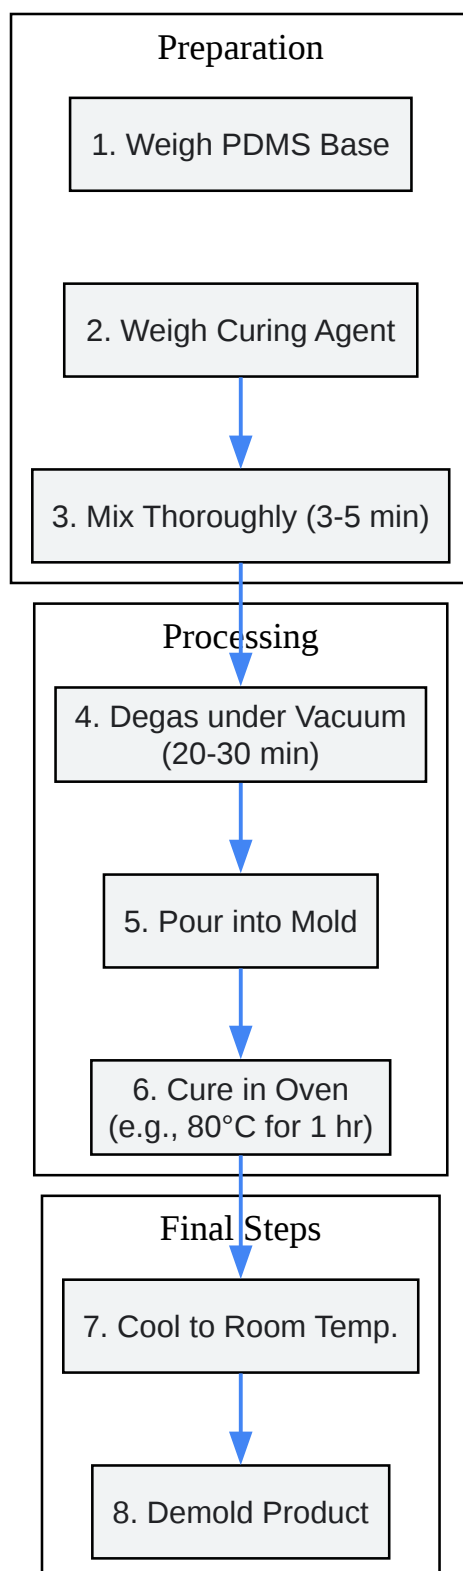 Preparation
1. Weigh PDMS Base
2. Weigh Curing Agent
3. Mix Thoroughly (3-5 min)
Processing
4. Degas under Vacuum
(20-30 min)
5. Pour into Mold
6. Cure in Oven
(e.g., 80°C for 1 hr)
Final Steps
7. Cool to Room Temp.
8. Demold Product